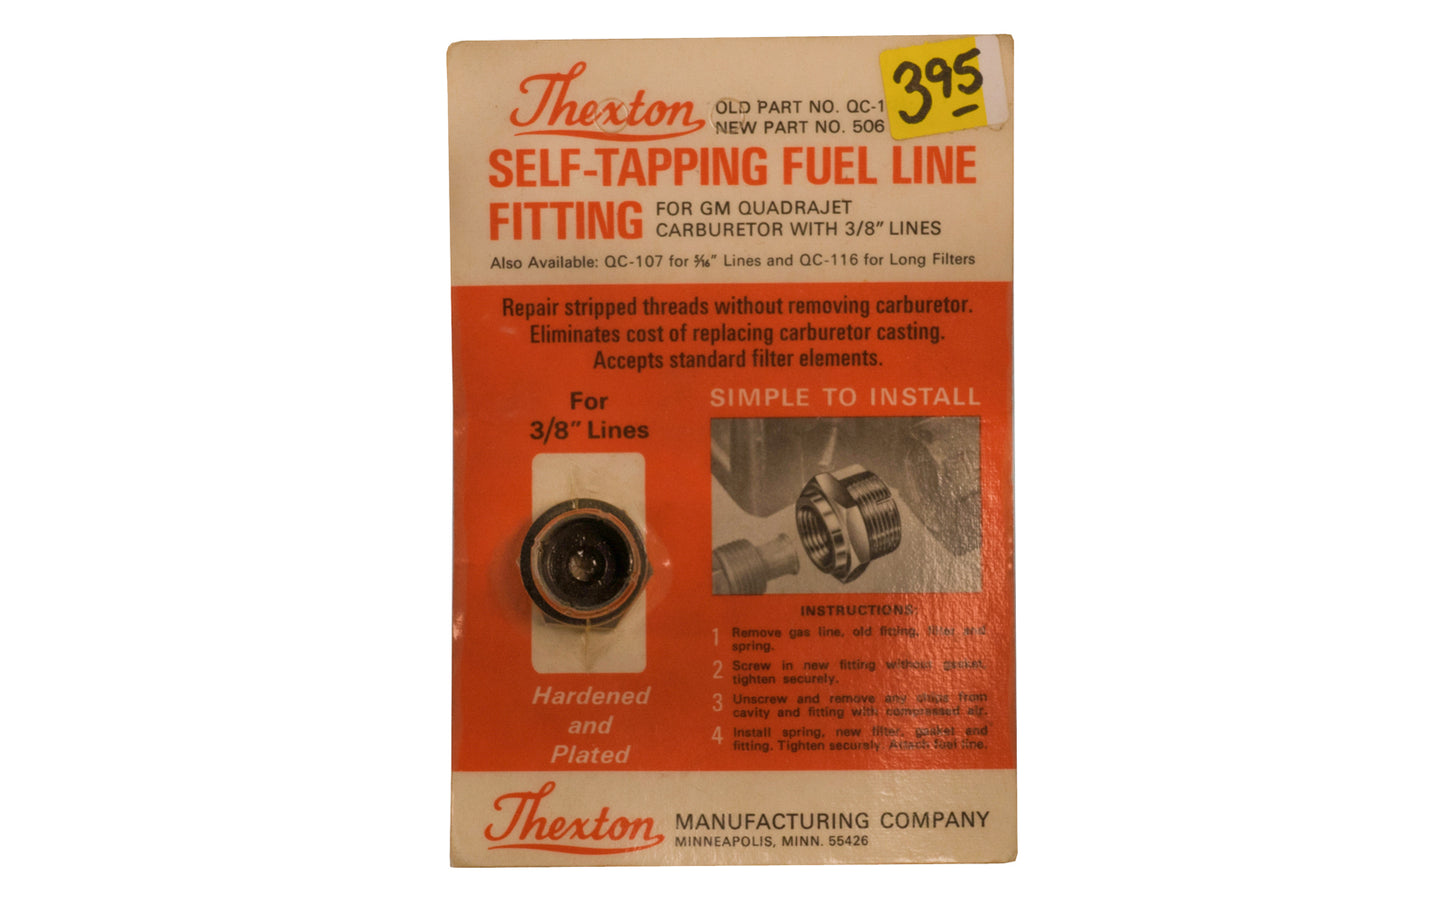 Thexton
OLD PART NO. QC-1
NEW PART NO. 506
3.95
SELF-TAPPING FUEL LINE
FITTING
FOR GM QUADRAJET
CARBURETOR WITH 3/8" LINES
Also Available: QC-107 for 5/16" Lines and QC-116 for Long Filters
Repair stripped threads without removing carburetor.
Eliminates cost of replacing carburetor casting.
Accepts standard filter elements.
For
3/8" Lines
Hardened
and
Plated
SIMPLE TO INSTALL
INSTRUCTIONS:
1 Remove gas line, old fitting, filter and
spring.
2 Screw in new fitting without gasket,
tighten securely.
3 Unscrew and remove any chips from
cavity and fitting with compressed air.
4 Install spring, new filter, gasket and
fitting. Tighten securely. Attach fuel line.
Thexton MANUFACTURING COMPANY
MINNEAPOLIS, MINN. 55426